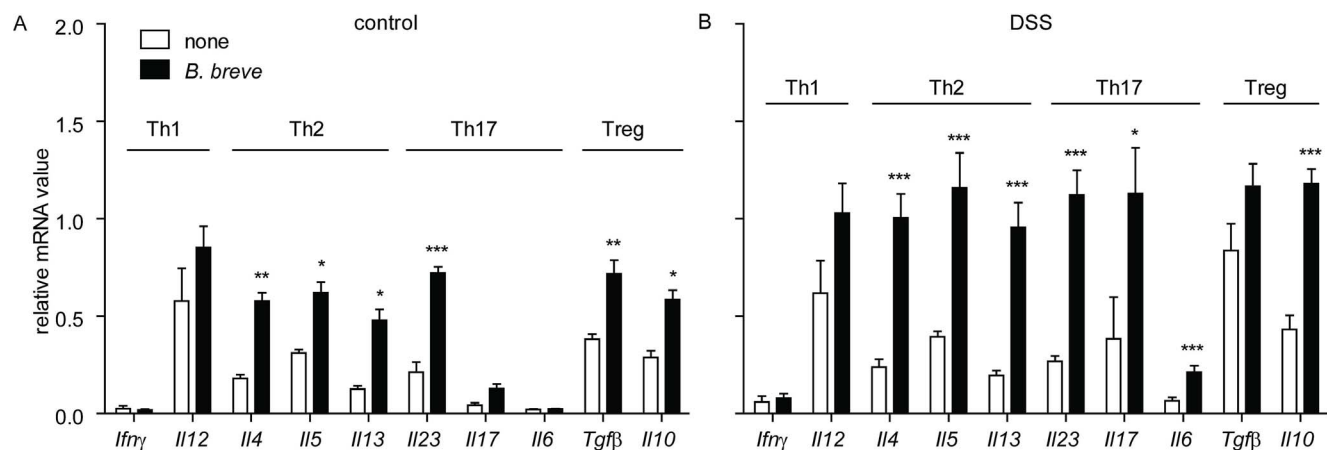 A
control
none
B. breve
relative mRNA value
2.0
1.5
1.0
0.5
0.0
Th1
Th2
Th17
Treg
**
*
*
***
**
*
Ifnγ Il12 Il4 Il5 Il13 Il23 Il17 Il6 Tgfβ Il10
B
DSS
Th1
Th2
Th17
Treg
***
***
***
***
*
***
***
Ifnγ Il12 Il4 Il5 Il13 Il23 Il17 Il6 Tgfβ Il10